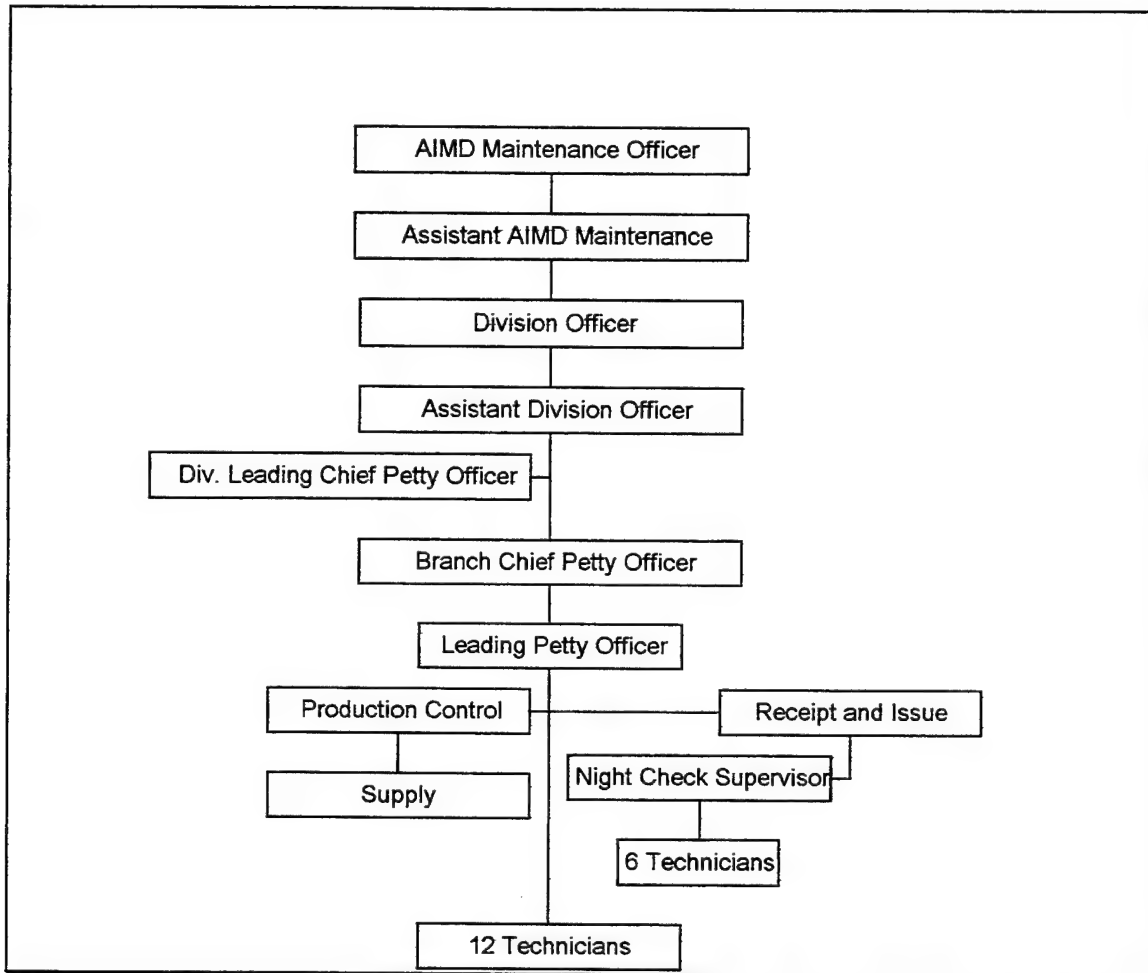 AIMD Maintenance Officer
Assistant AIMD Maintenance
Division Officer
Assistant Division Officer
Div. Leading Chief Petty Officer
Branch Chief Petty Officer
Leading Petty Officer
Production Control
Receipt and Issue
Night Check Supervisor
Supply
6 Technicians
12 Technicians